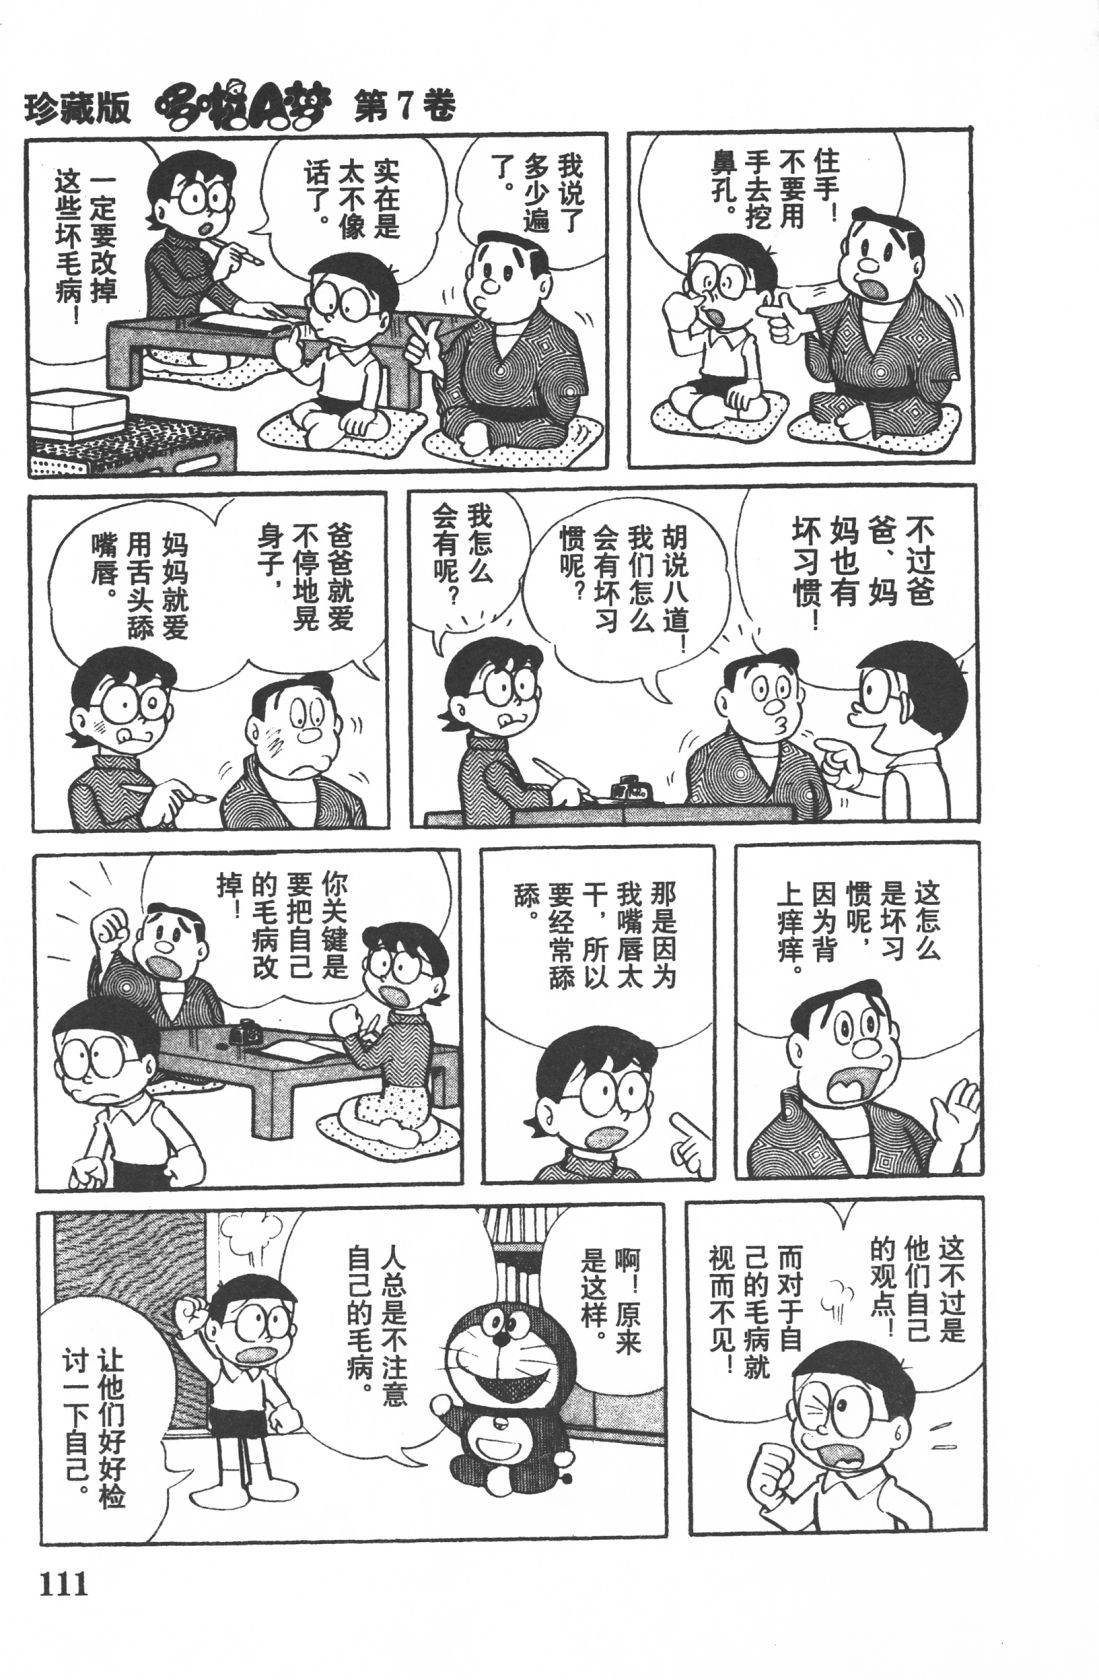 珍藏版 哆啦A梦 第7卷
住手！
不要用
手去挖
鼻孔。
我说了
多少遍
了。
实在是
太不像
话了。
一定要改掉
这些坏毛病！
不过爸
爸、妈
妈也有
坏习惯！
胡说八道！
我们怎么
会有坏习
惯呢？
我怎么
会有呢？
爸爸就爱
不停地晃
身子，
妈妈就爱
用舌头舔
嘴唇。
这怎么
是坏习
惯呢，
因为背
上痒痒。
那是因为
我嘴唇太
干，所以
要经常舔
舔。
你关键是
要把自己
的毛病改
掉！
这不过是
他们自己
的观点！
而对于自
己的毛病就
视而不见！
啊！原来
是这样。
人总是不注意
自己的毛病。
让他们好好检
讨一下自己。
111